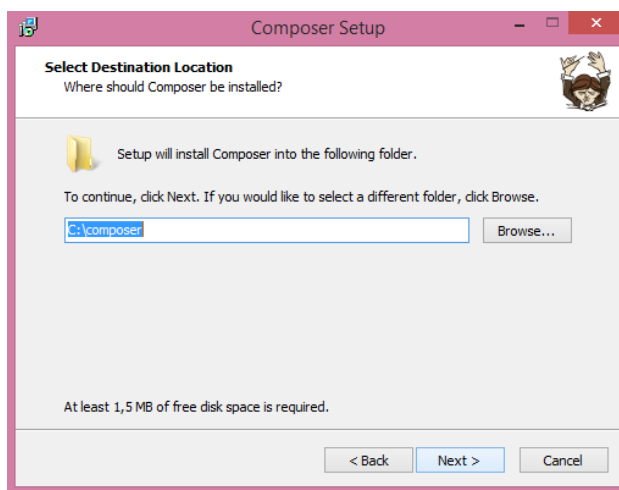 Composer Setup
Select Destination Location
Where should Composer be installed?
Setup will install Composer into the following folder.
To continue, click Next. If you would like to select a different folder, click Browse.
C:\composer
Browse...
At least 1,5 MB of free disk space is required.
< Back
Next >
Cancel